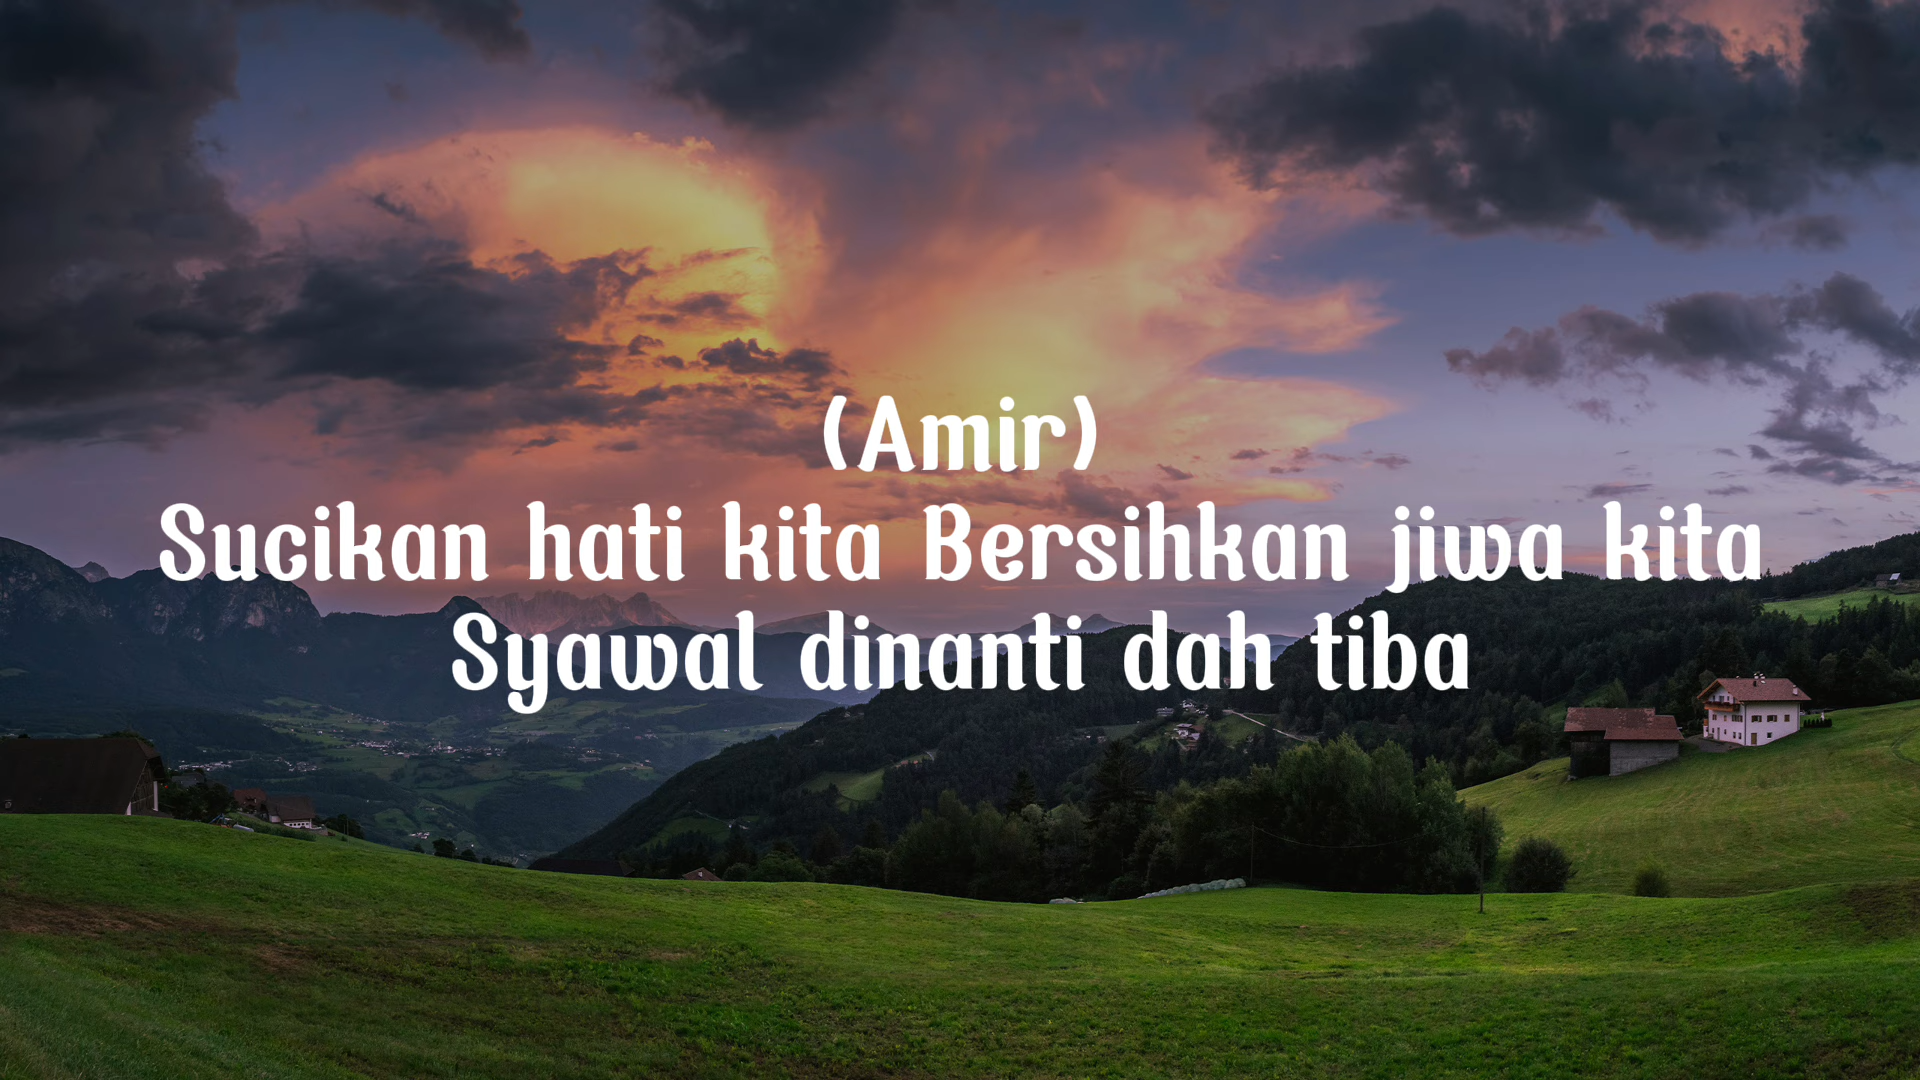 (Amir)
Sucikan hati kita Bersihkan jiwa kita
Syawal dinanti dah tiba